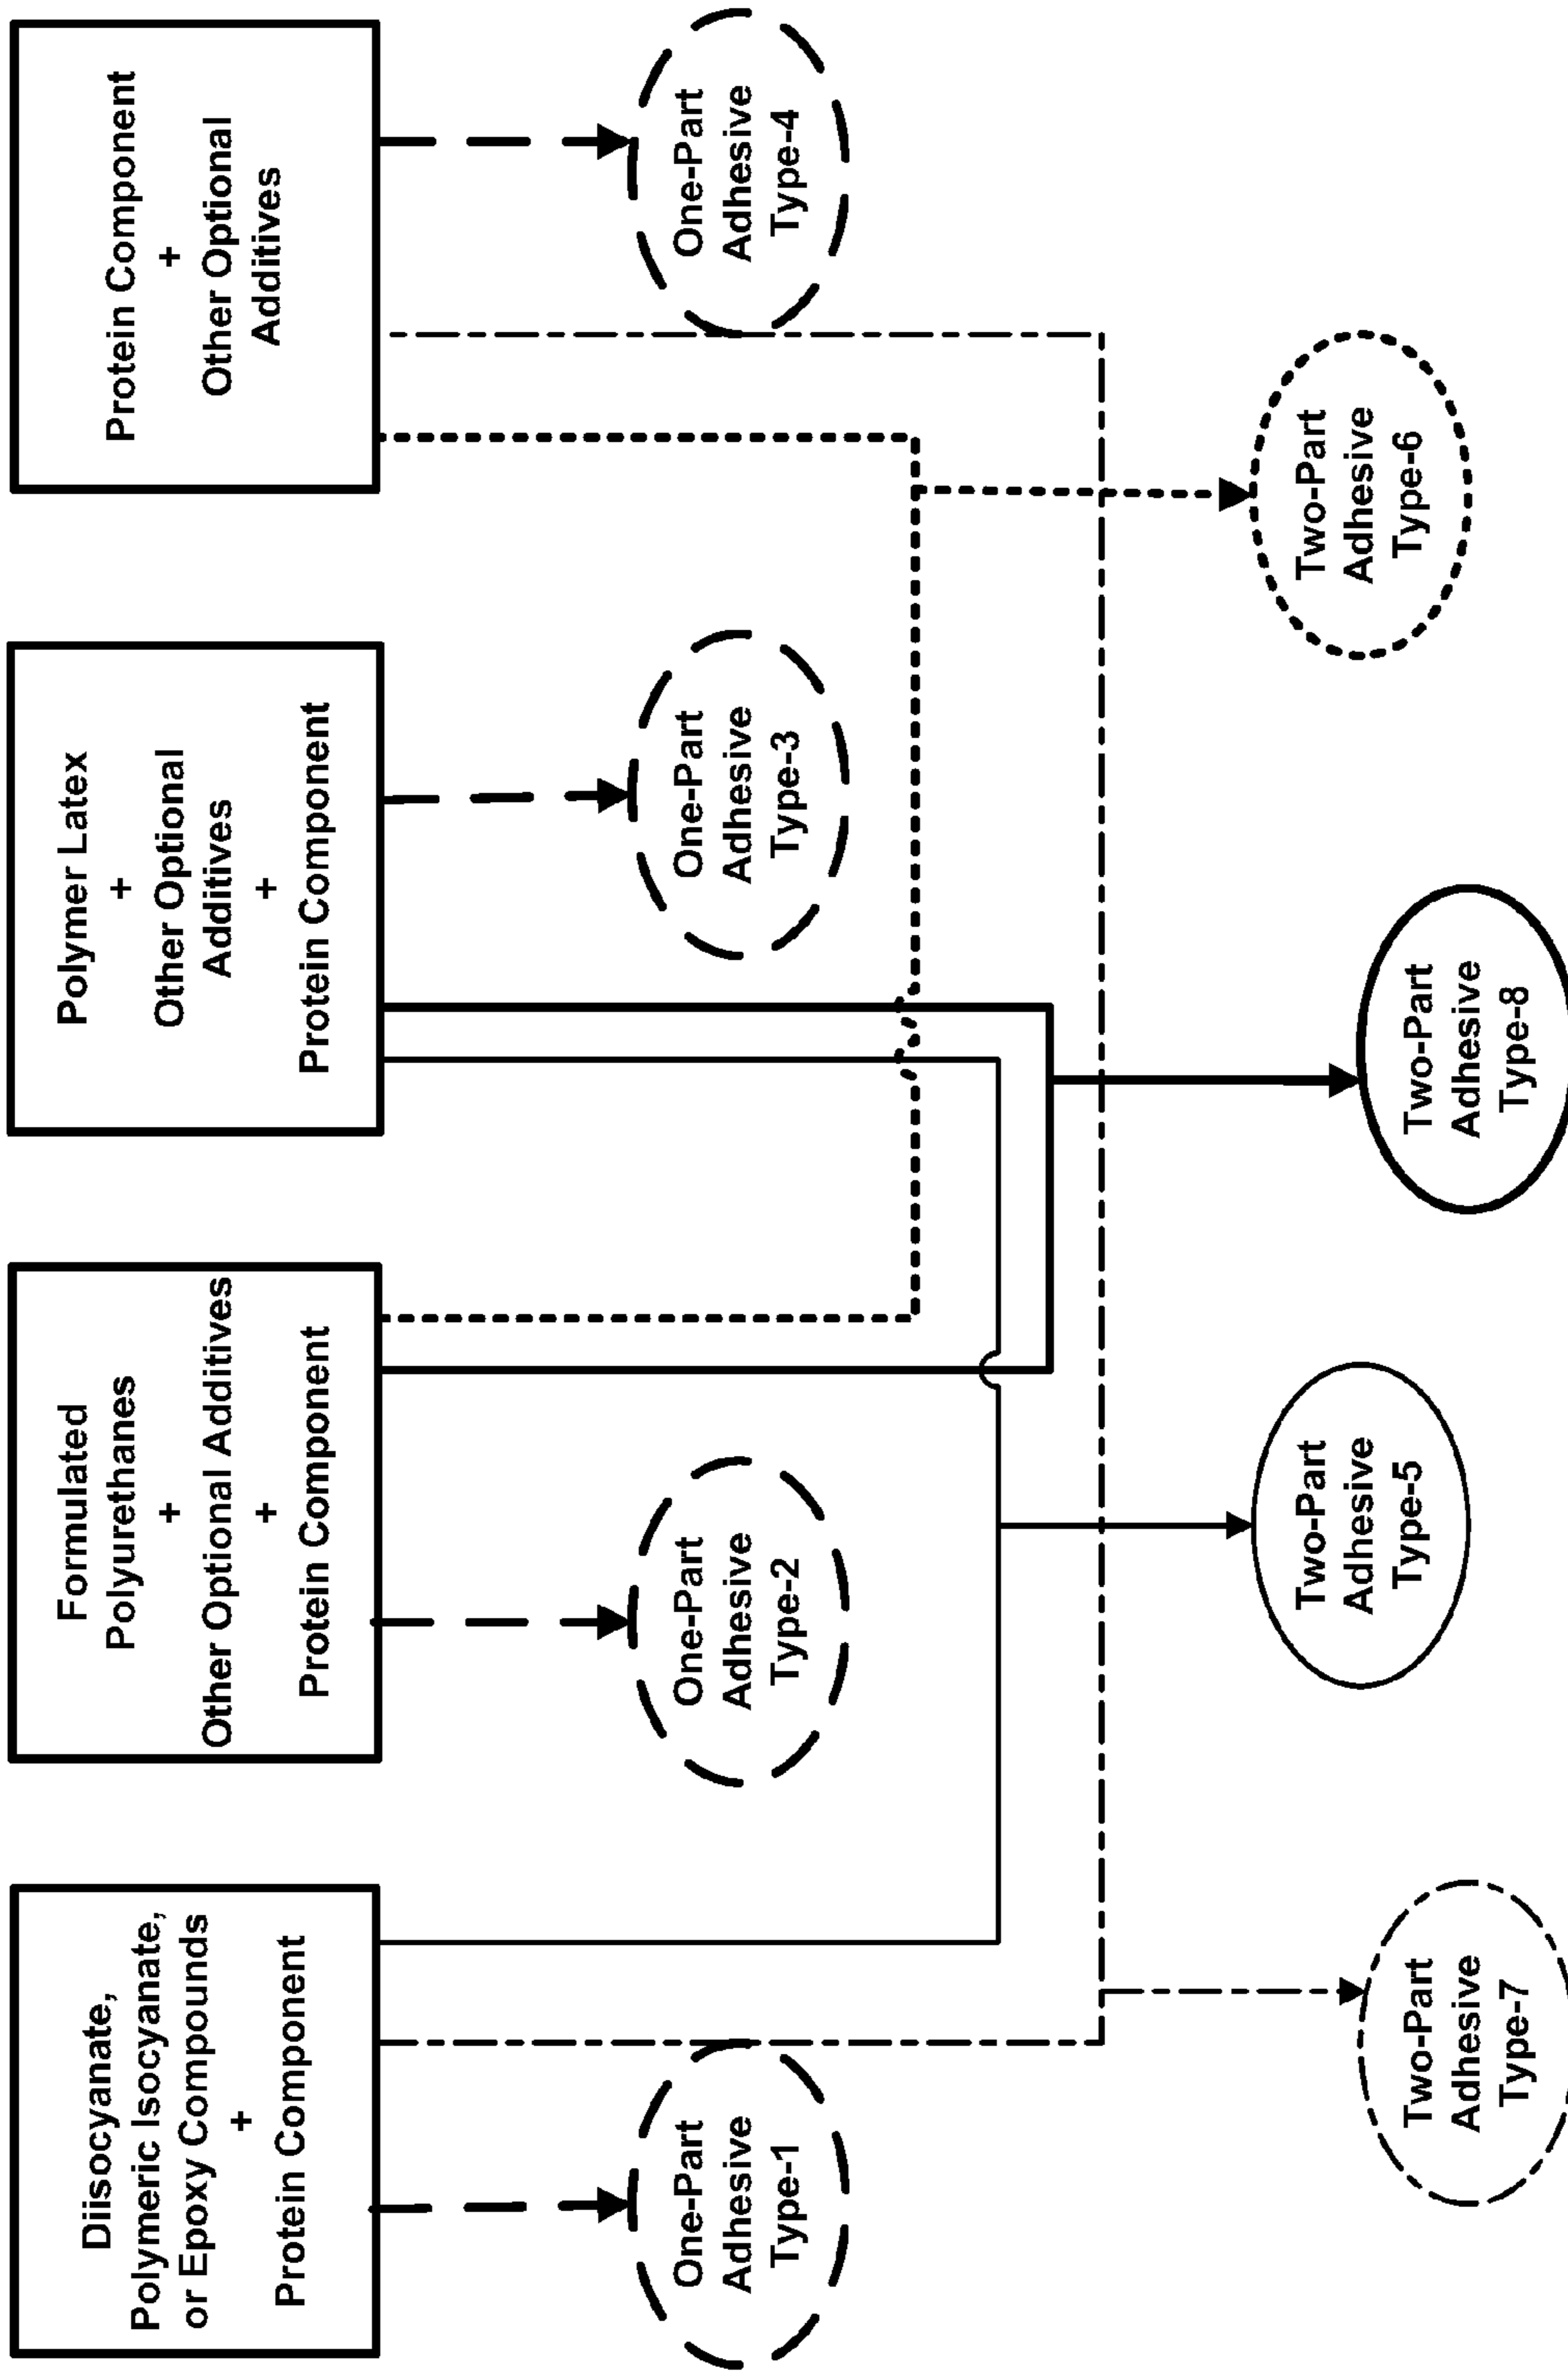 Diisocyanate,
Polymeric Isocyanate,
or Epoxy Compounds
+
Protein Component
Formulated
Polyurethanes
+
Other Optional Additives
+
Protein Component
Polymer Latex
+
Other Optional
Additives
+
Protein Component
Protein Component
+
Other Optional
Additives
One-Part
Adhesive
Type-1
One-Part
Adhesive
Type-2
One-Part
Adhesive
Type-3
One-Part
Adhesive
Type-4
Two-Part
Adhesive
Type-7
Two-Part
Adhesive
Type-5
Two-Part
Adhesive
Type-8
Two-Part
Adhesive
Type-6